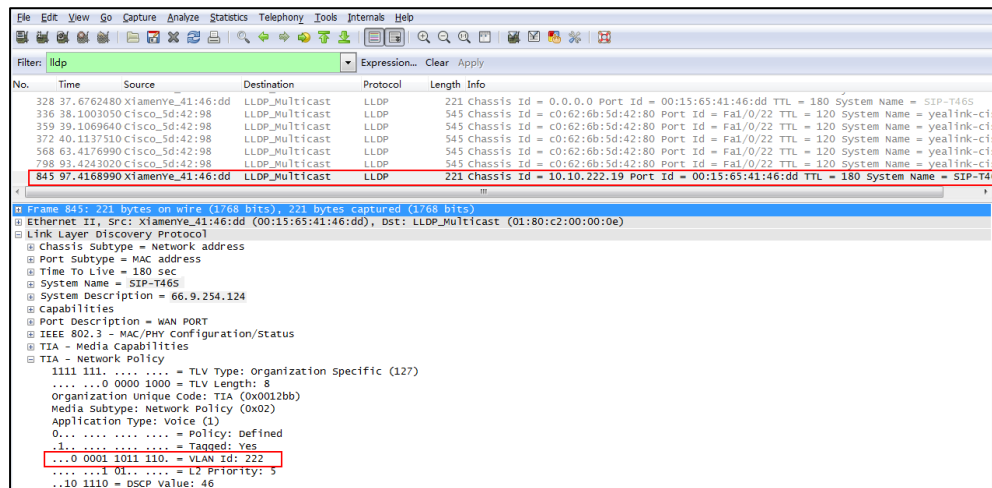 File Edit View Go Capture Analyze Statistics Telephony Tools Internals Help
Filter: lldp Expression... Clear Apply
No. Time Source Destination Protocol Length Info
328 37.6762480 XiamenYe_41:46:dd LLDP_Multicast LLDP 221 Chassis Id = 0.0.0.0 Port Id = 00:15:65:41:46:dd TTL = 180 System Name = SIP-T46S
336 38.1003050 Cisco_5d:42:98 LLDP_Multicast LLDP 545 Chassis Id = c0:62:6b:5d:42:80 Port Id = Fa1/0/22 TTL = 120 System Name = yealink-cis
359 39.1069640 Cisco_5d:42:98 LLDP_Multicast LLDP 545 Chassis Id = c0:62:6b:5d:42:80 Port Id = Fa1/0/22 TTL = 120 System Name = yealink-cis
372 40.1137510 Cisco_5d:42:98 LLDP_Multicast LLDP 545 Chassis Id = c0:62:6b:5d:42:80 Port Id = Fa1/0/22 TTL = 120 System Name = yealink-cis
568 63.4176990 Cisco_5d:42:98 LLDP_Multicast LLDP 545 Chassis Id = c0:62:6b:5d:42:80 Port Id = Fa1/0/22 TTL = 120 System Name = yealink-cis
798 93.4243020 Cisco_5d:42:98 LLDP_Multicast LLDP 545 Chassis Id = c0:62:6b:5d:42:80 Port Id = Fa1/0/22 TTL = 120 System Name = yealink-cis
845 97.4168990 XiamenYe_41:46:dd LLDP_Multicast LLDP 221 Chassis Id = 10.10.222.19 Port Id = 00:15:65:41:46:dd TTL = 180 System Name = SIP-T46
Frame 845: 221 bytes on wire (1768 bits), 221 bytes captured (1768 bits)
Ethernet II, Src: XiamenYe_41:46:dd (00:15:65:41:46:dd), Dst: LLDP_Multicast (01:80:c2:00:00:0e)
Link Layer Discovery Protocol
Chassis Subtype = Network address
Port Subtype = MAC address
Time To Live = 180 sec
System Name = SIP-T46S
System Description = 66.9.254.124
Capabilities
Port Description = WAN PORT
IEEE 802.3 - MAC/PHY Configuration/Status
TIA - Media Capabilities
TIA - Network Policy
1111 111. .... .... = TLV Type: Organization Specific (127)
.... ...0 0000 1000 = TLV Length: 8
Organization Unique Code: TIA (0x0012bb)
Media Subtype: Network Policy (0x02)
Application Type: Voice (1)
0... .... .... .... = Policy: Defined
.1.. .... .... .... = Tagged: Yes
...0 0001 1011 110. = VLAN Id: 222
.... ...1 01.. .... = L2 Priority: 5
..10 1110 = DSCP Value: 46